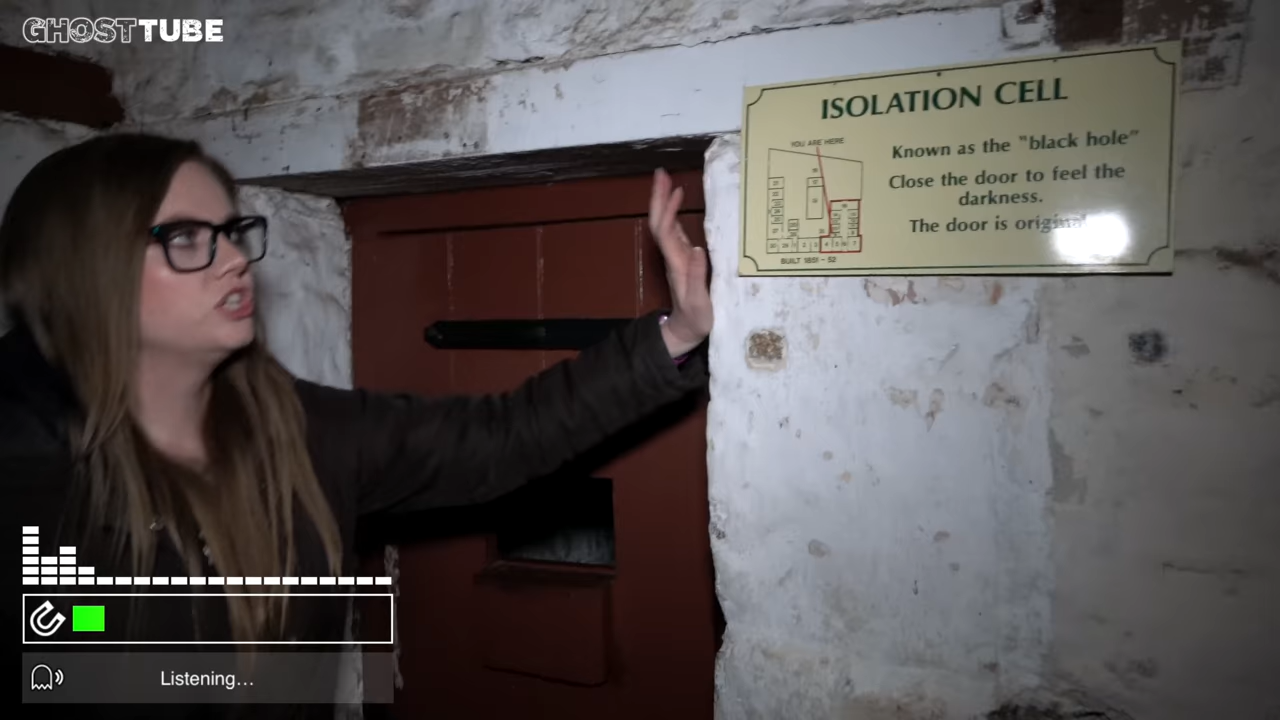 GHOSTTUBE
ISOLATION CELL
YOU ARE HERE
Known as the "black hole"
Close the door to feel the
darkness.
The door is original
BUILT 1851 - 52
Listening...